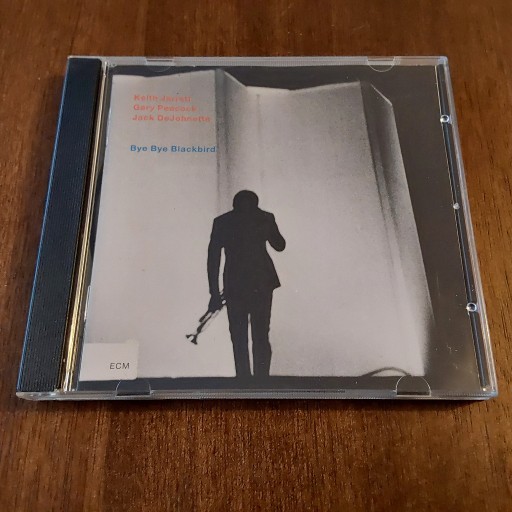 Keith Jarrett
Gary Peacock
Jack DeJohnette
Bye Bye Blackbird
ECM